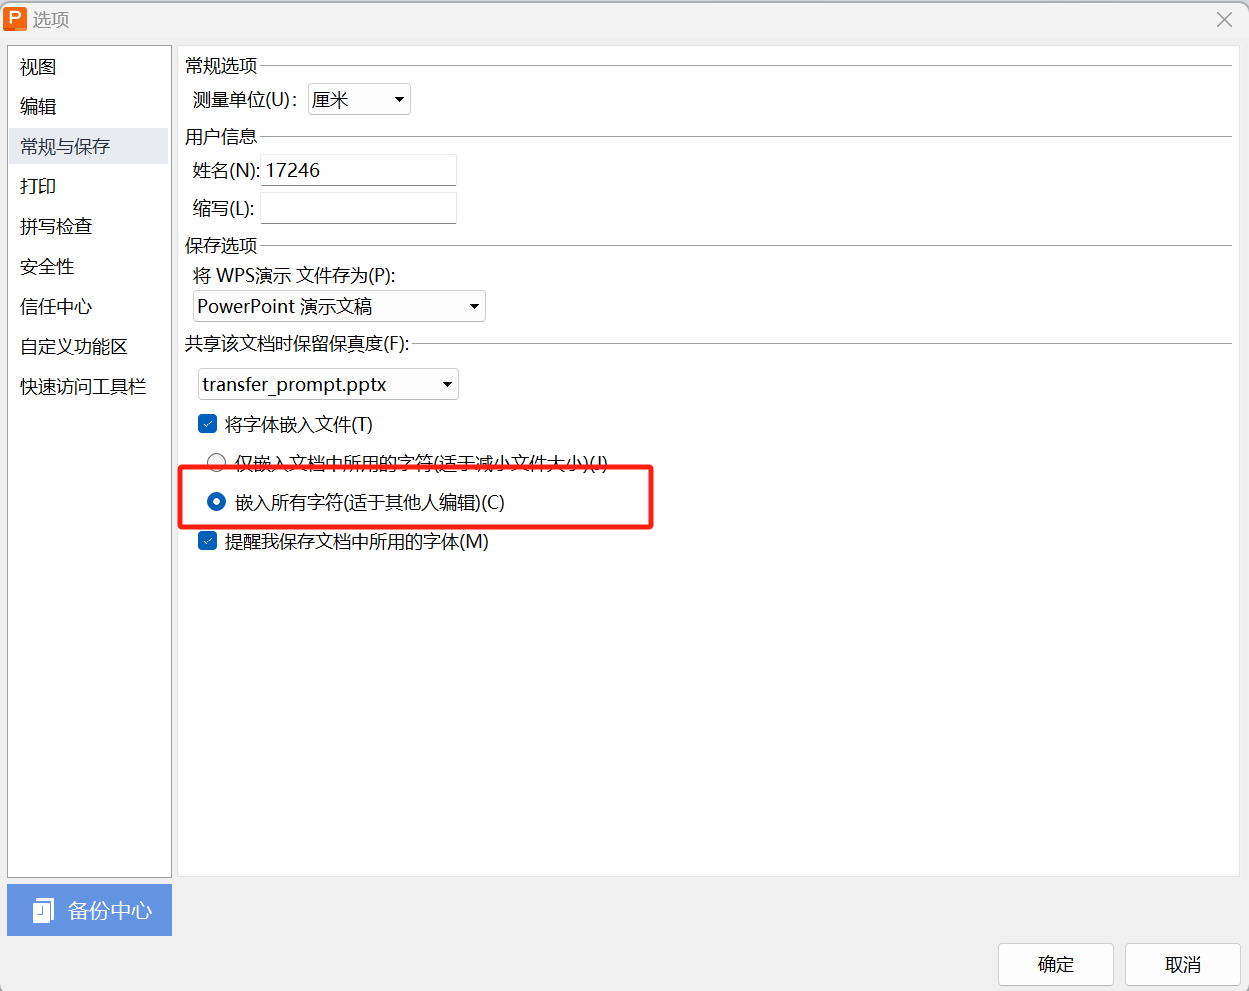 选项
视图
编辑
常规与保存
打印
拼写检查
安全性
信任中心
自定义功能区
快速访问工具栏
备份中心
常规选项
测量单位(U)： 厘米
用户信息
姓名(N): 17246
缩写(L):
保存选项
将 WPS演示 文件存为(P):
PowerPoint 演示文稿
共享该文档时保留保真度(F):
transfer_prompt.pptx
将字体嵌入文件(T)
仅嵌入文档中所用的字符(适于减小文件大小)(I)
嵌入所有字符(适于其他人编辑)(C)
提醒我保存文档中所用的字体(M)
确定 取消